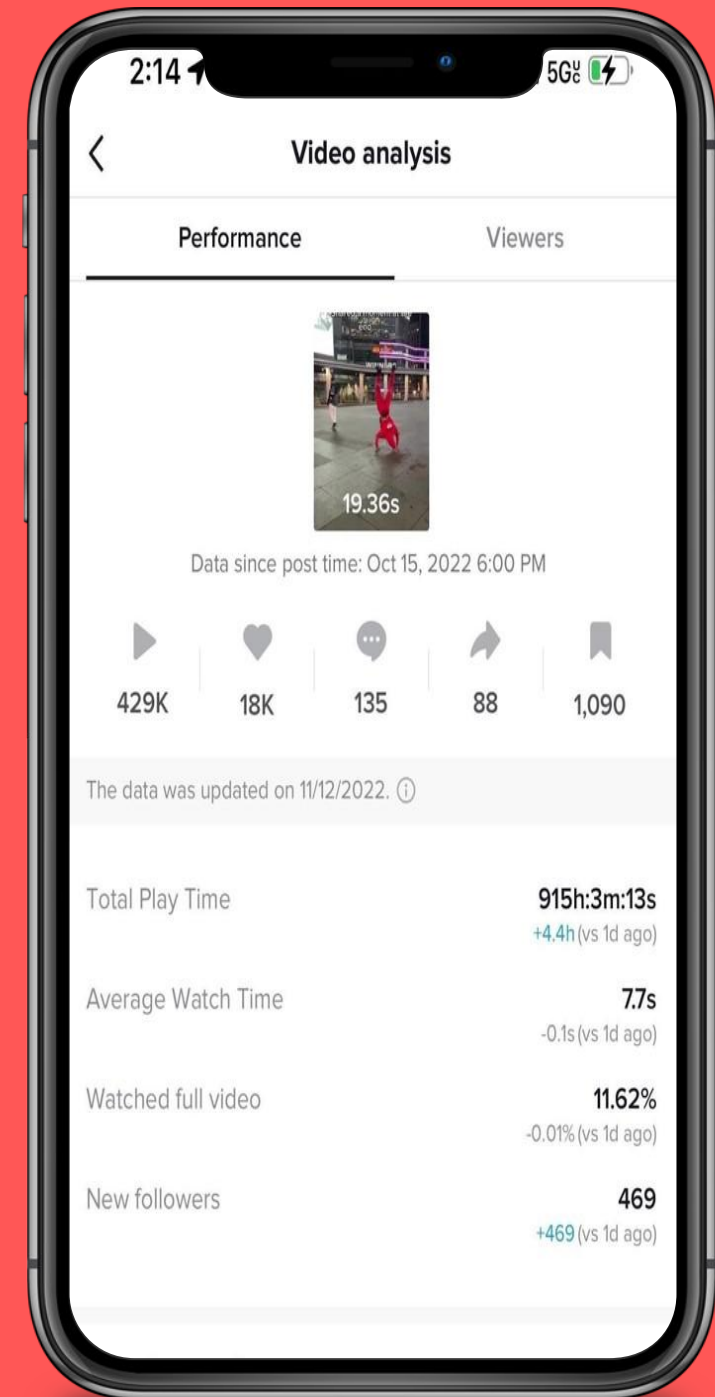 2:14
5G
Video analysis
Performance Viewers
19.36s
Data since post time: Oct 15, 2022 6:00 PM
429K 18K 135 88 1,090
The data was updated on 11/12/2022.
Total Play Time 915h:3m:13s
+4.4h (vs 1d ago)
Average Watch Time 7.7s
-0.1s (vs 1d ago)
Watched full video 11.62%
-0.01% (vs 1d ago)
New followers 469
+469 (vs 1d ago)